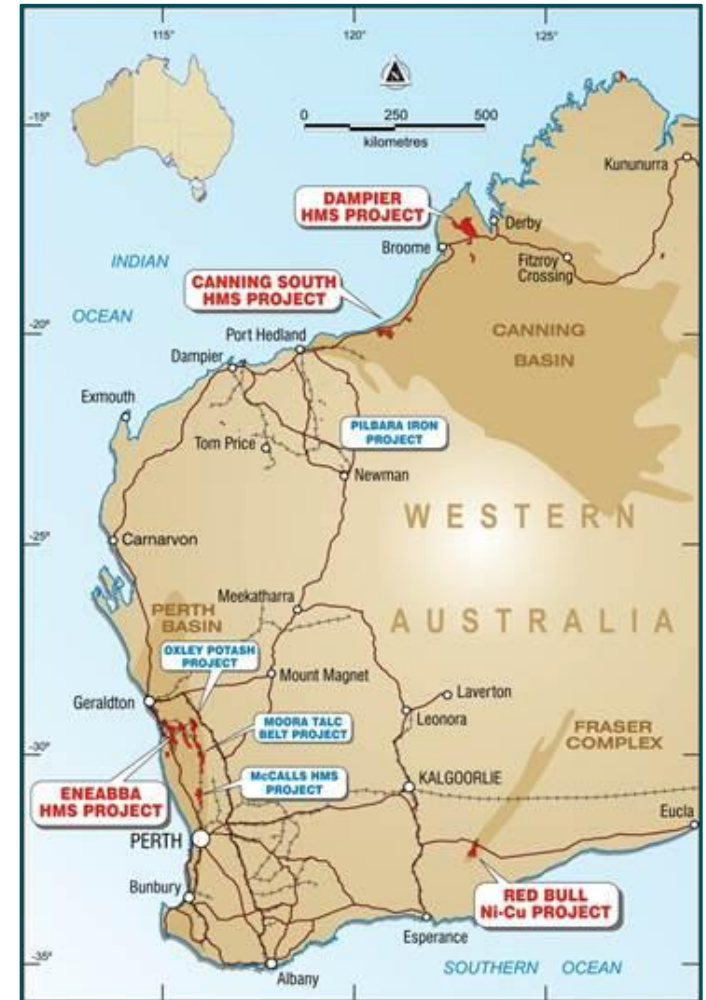 115°
120°
125°
-15°
-20°
-25°
-30°
-35°
N
0 250 500
kilometres
Kununurra
DAMPIER
HMS PROJECT
Derby
Broome
Fitzroy
Crossing
INDIAN
OCEAN
CANNING SOUTH
HMS PROJECT
CANNING
BASIN
Port Hedland
Dampier
Exmouth
PILBARA IRON
PROJECT
Tom Price
Newman
WESTERN
AUSTRALIA
Carnarvon
Meekatharra
PERTH
BASIN
OXLEY POTASH
PROJECT
Mount Magnet
Geraldton
Laverton
Leonora
MOORA TALC
BELT PROJECT
FRASER
COMPLEX
McCALLS HMS
PROJECT
KALGOORLIE
ENEABBA
HMS PROJECT
Eucla
PERTH
Bunbury
RED BULL
Ni-Cu PROJECT
Esperance
Albany
SOUTHERN OCEAN